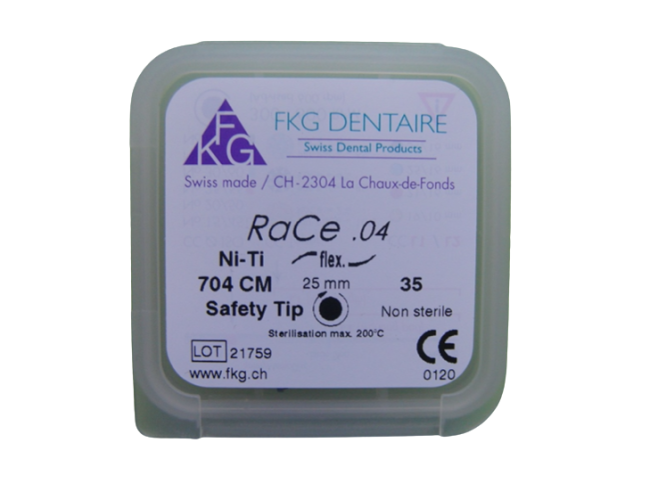 FKG
FKG DENTAIRE
Swiss Dental Products
Swiss made / CH-2304 La Chaux-de-Fonds
RaCe .04
Ni-Ti flex.
704 CM 25 mm 35
Safety Tip Non sterile
Sterilisation max. 200°C
LOT 21759 CE
www.fkg.ch 0120